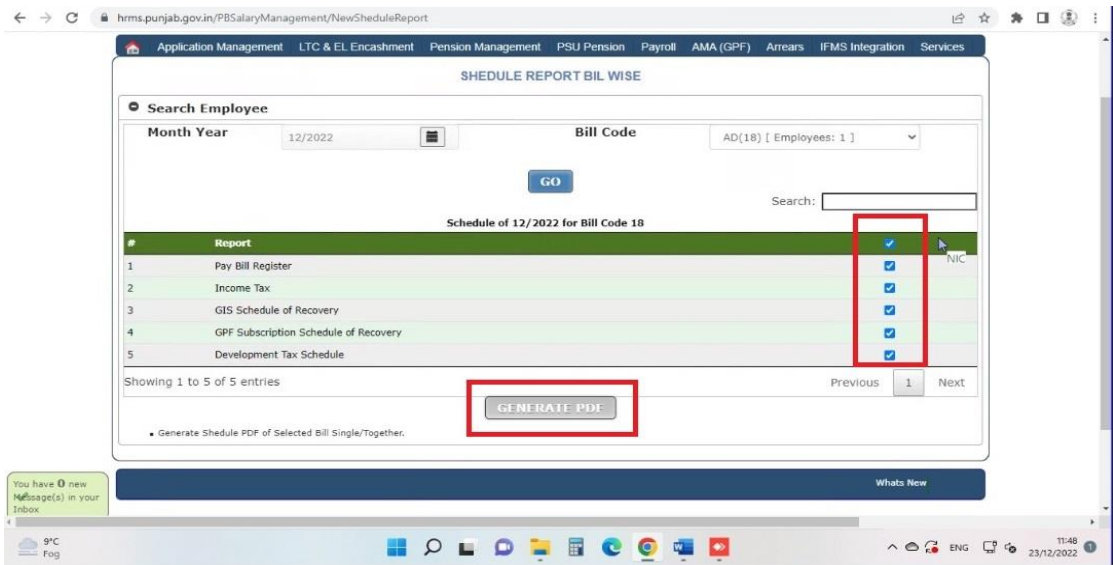 hrms.punjab.gov.in/PBSalaryManagement/NewSheduleReport
Application Management LTC & EL Encashment Pension Management PSU Pension Payroll AMA (GPF) Arrears IFMS Integration Services
SHEDULE REPORT BIL WISE
Search Employee
Month Year 12/2022 Bill Code AD(18) [ Employees: 1 ]
GO
Search:
Schedule of 12/2022 for Bill Code 18
# Report
NIC
1 Pay Bill Register
2 Income Tax
3 GIS Schedule of Recovery
4 GPF Subscription Schedule of Recovery
5 Development Tax Schedule
Showing 1 to 5 of 5 entries Previous 1 Next
GENERATE PDF
Generate Shedule PDF of Selected Bill Single/Together.
You have 0 new
Message(s) in your
Inbox
Whats New
9°C
Fog
ENG
11:48
23/12/2022
1